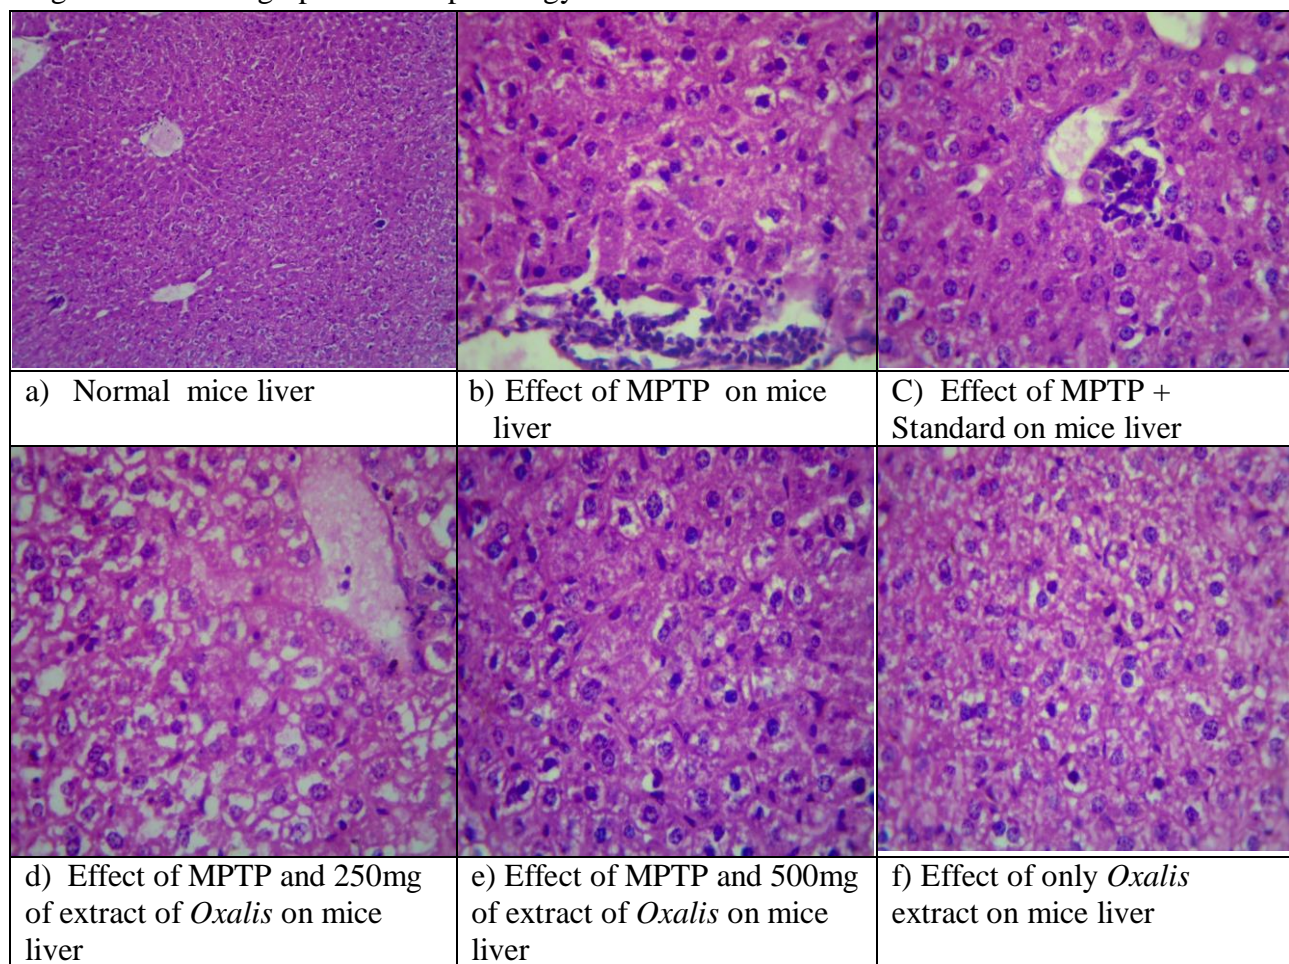 a) Normal mice liver
b) Effect of MPTP on mice
liver
C) Effect of MPTP +
Standard on mice liver
d) Effect of MPTP and 250mg
of extract of Oxalis on mice
liver
e) Effect of MPTP and 500mg
of extract of Oxalis on mice
liver
f) Effect of only Oxalis
extract on mice liver